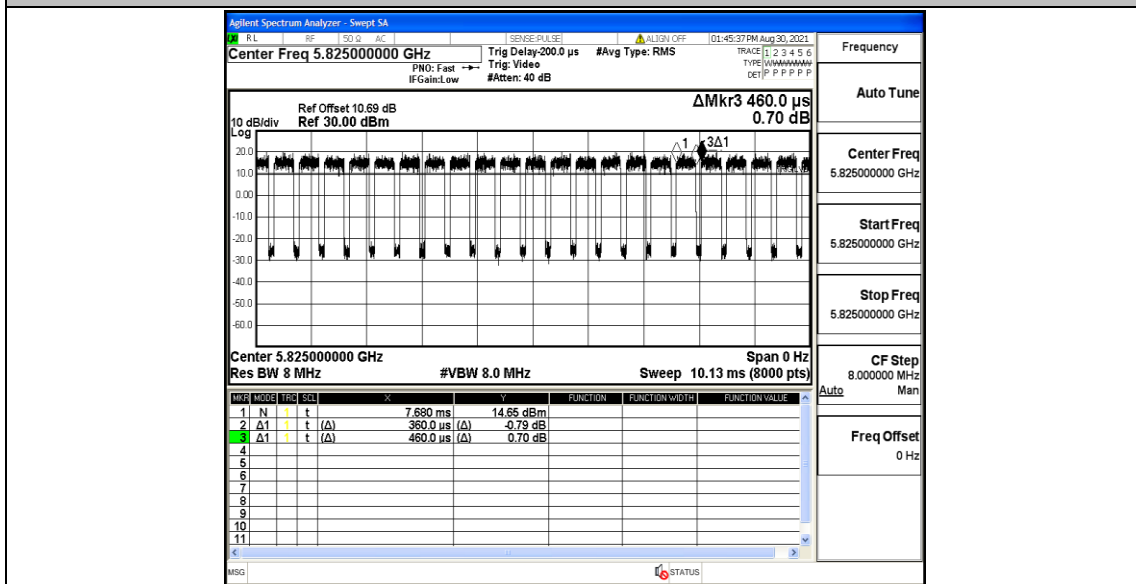 Agilent Spectrum Analyzer - Swept SA
RL RF 50 Ω AC SENSE:PULSE ALIGN OFF 01:45:37 PM Aug 30, 2021
Center Freq 5.825000000 GHz
PNO: Fast
IFGain:Low
Trig Delay-200.0 µs
Trig: Video
#Atten: 40 dB
#Avg Type: RMS
TRACE 1 2 3 4 5 6
TYPE
DET P P P P P P
Ref Offset 10.69 dB
10 dB/div Ref 30.00 dBm
ΔMkr3 460.0 µs
0.70 dB
Log
1 3Δ1
20.0
10.0
0.00
-10.0
-20.0
-30.0
-40.0
-50.0
-60.0
Center 5.825000000 GHz Span 0 Hz
Res BW 8 MHz #VBW 8.0 MHz Sweep 10.13 ms (8000 pts)
MKR MODE TRC SCL X Y FUNCTION FUNCTION WIDTH FUNCTION VALUE
1 N 1 t 7.680 ms 14.65 dBm
2 Δ1 1 t (Δ) 360.0 µs (Δ) -0.79 dB
3 Δ1 1 t (Δ) 460.0 µs (Δ) 0.70 dB
4
5
6
7
8
9
10
11
MSG STATUS
Frequency
Auto Tune
Center Freq
5.825000000 GHz
Start Freq
5.825000000 GHz
Stop Freq
5.825000000 GHz
CF Step
8.000000 MHz
Auto Man
Freq Offset
0 Hz